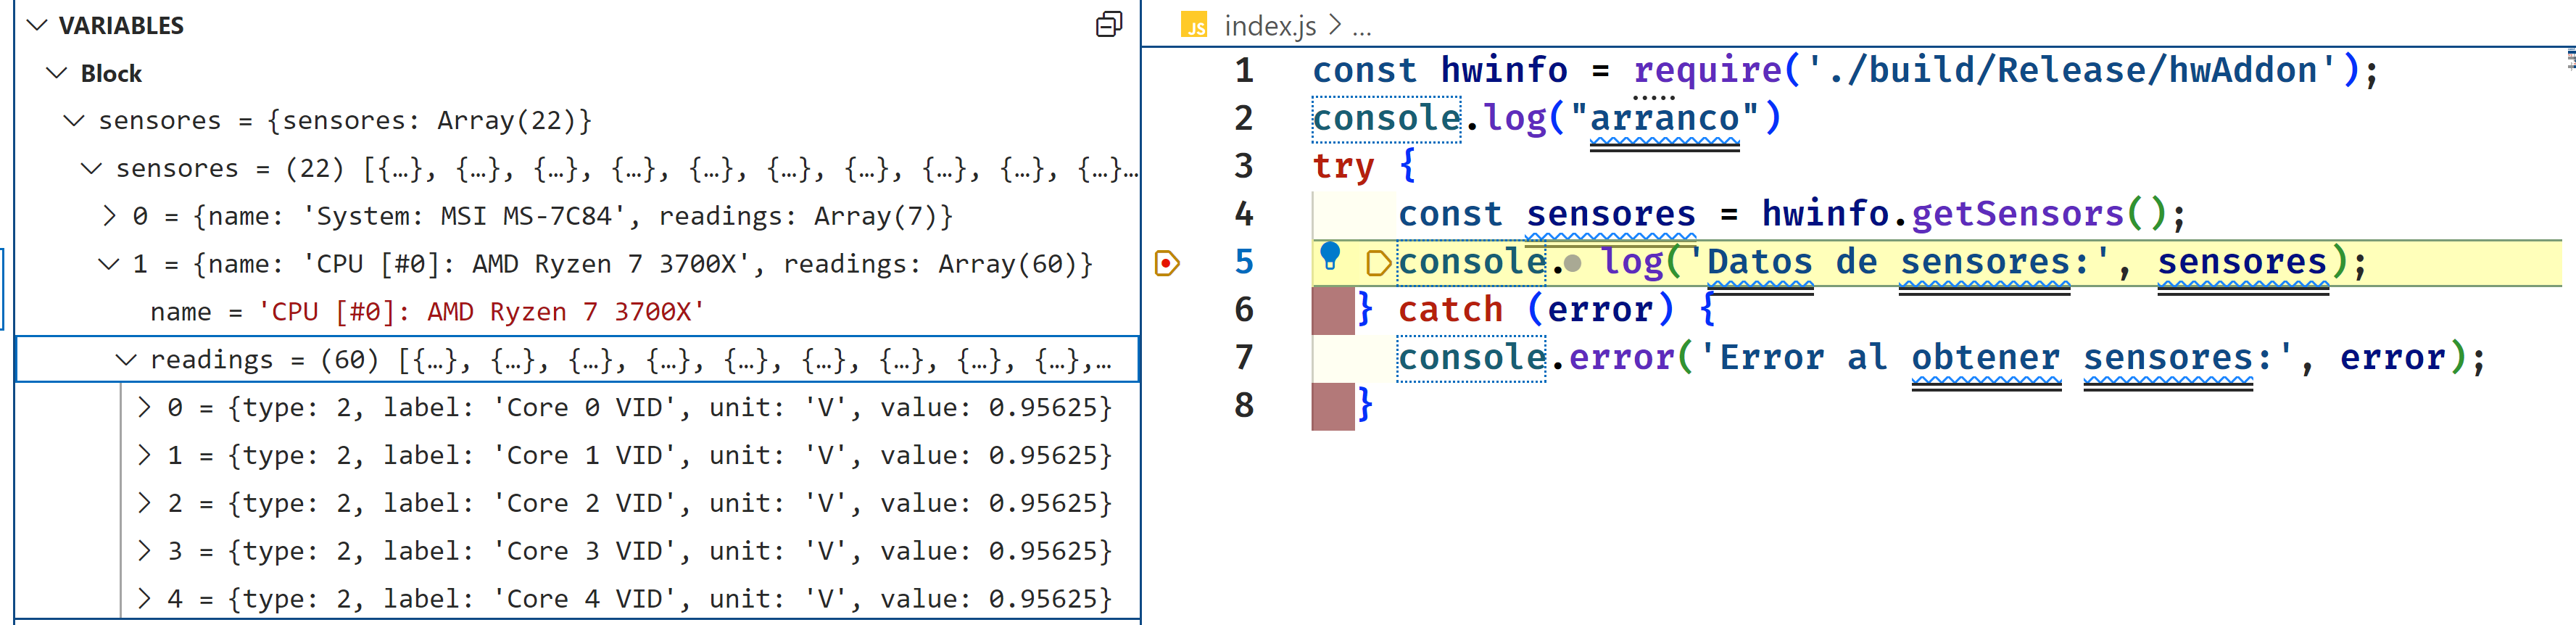 VARIABLES
Block
sensores = {sensores: Array(22)}
sensores = (22) [{…}, {…}, {…}, {…}, {…}, {…}, {…}, {…}, {…}, {…}…
0 = {name: 'System: MSI MS-7C84', readings: Array(7)}
1 = {name: 'CPU [#0]: AMD Ryzen 7 3700X', readings: Array(60)}
name = 'CPU [#0]: AMD Ryzen 7 3700X'
readings = (60) [{…}, {…}, {…}, {…}, {…}, {…}, {…}, {…}, {…},…
0 = {type: 2, label: 'Core 0 VID', unit: 'V', value: 0.95625}
1 = {type: 2, label: 'Core 1 VID', unit: 'V', value: 0.95625}
2 = {type: 2, label: 'Core 2 VID', unit: 'V', value: 0.95625}
3 = {type: 2, label: 'Core 3 VID', unit: 'V', value: 0.95625}
4 = {type: 2, label: 'Core 4 VID', unit: 'V', value: 0.95625}
JS index.js > ...
1 const hwinfo = require('./build/Release/hwAddon');
2 console.log("arranco")
3 try {
4 const sensores = hwinfo.getSensors();
5 console. log('Datos de sensores:', sensores);
6 } catch (error) {
7 console.error('Error al obtener sensores:', error);
8 }